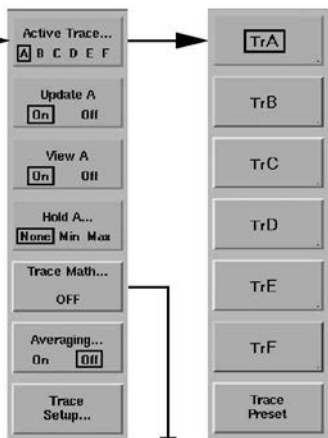 Active Trace...
A B C D E F
Update A
On Off
View A
On Off
Hold A...
None Min Max
Trace Math...
OFF
Averaging...
On Off
Trace
Setup...
TrA
TrB
TrC
TrD
TrE
TrF
Trace
Preset